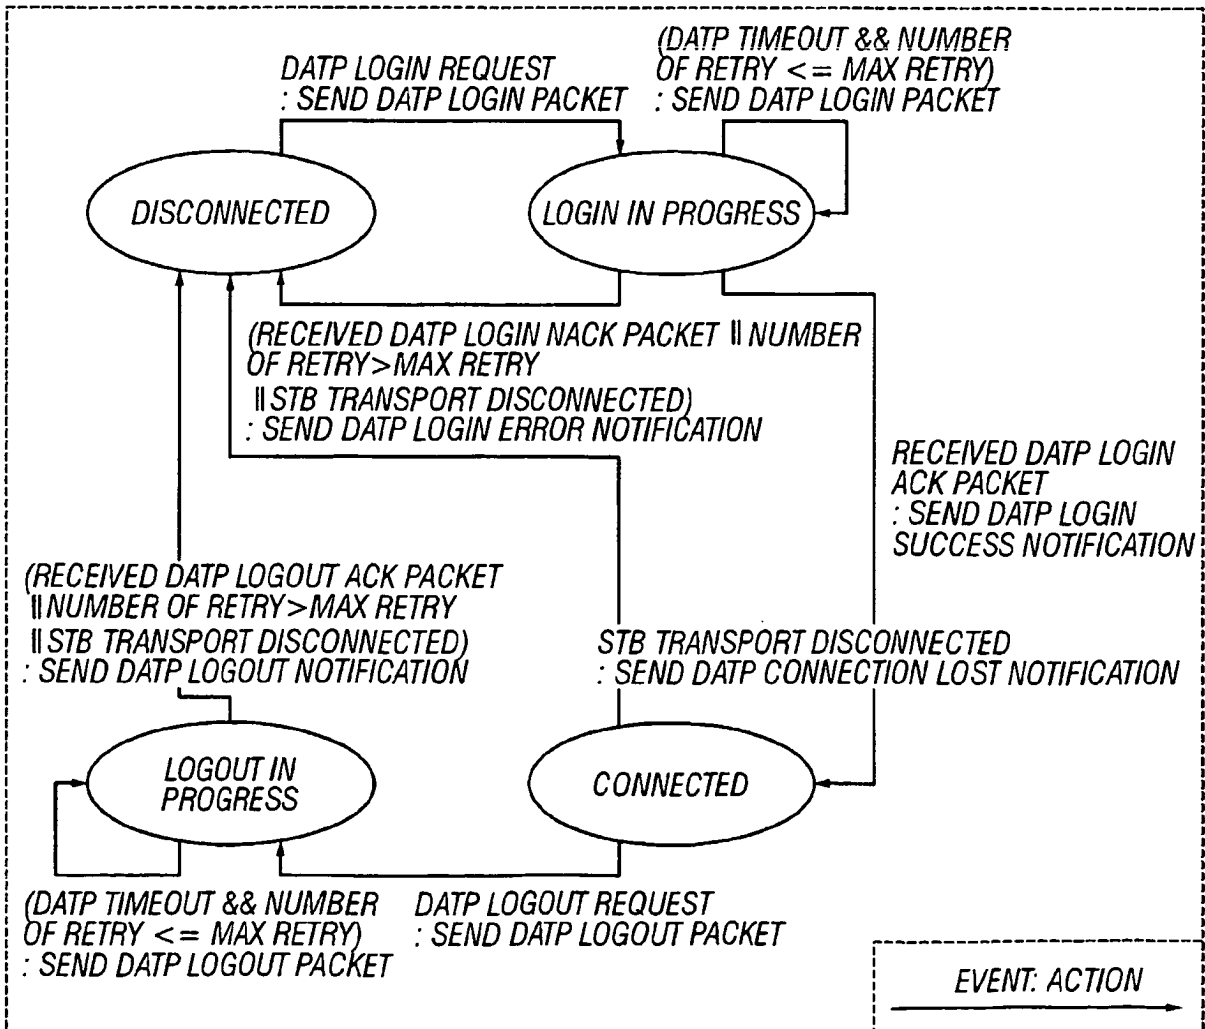 DATP LOGIN REQUEST
: SEND DATP LOGIN PACKET
(DATP TIMEOUT && NUMBER
OF RETRY <= MAX RETRY)
: SEND DATP LOGIN PACKET
DISCONNECTED
LOGIN IN PROGRESS
(RECEIVED DATP LOGIN NACK PACKET || NUMBER
OF RETRY>MAX RETRY
|| STB TRANSPORT DISCONNECTED)
: SEND DATP LOGIN ERROR NOTIFICATION
RECEIVED DATP LOGIN
ACK PACKET
: SEND DATP LOGIN
SUCCESS NOTIFICATION
(RECEIVED DATP LOGOUT ACK PACKET
|| NUMBER OF RETRY>MAX RETRY
|| STB TRANSPORT DISCONNECTED)
: SEND DATP LOGOUT NOTIFICATION
STB TRANSPORT DISCONNECTED
: SEND DATP CONNECTION LOST NOTIFICATION
LOGOUT IN
PROGRESS
CONNECTED
(DATP TIMEOUT && NUMBER
OF RETRY <= MAX RETRY)
: SEND DATP LOGOUT PACKET
DATP LOGOUT REQUEST
: SEND DATP LOGOUT PACKET
EVENT: ACTION